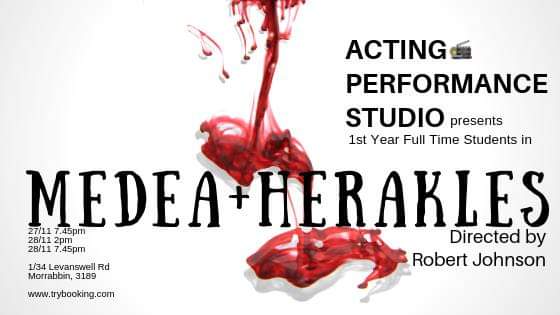 ACTING
PERFORMANCE
STUDIO presents
1st Year Full Time Students in
MEDEA+HERAKLES
27/11 7.45pm
28/11 2pm
28/11 7.45pm
1/34 Levanswell Rd
Morrabbin, 3189
www.trybooking.com
Directed by
Robert Johnson